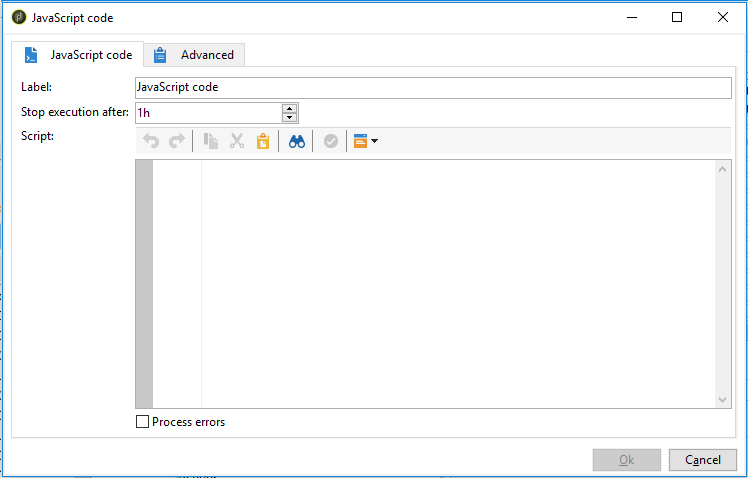 JavaScript code
JavaScript code
Advanced
Label:
JavaScript code
Stop execution after:
1h
Script:
Process errors
Ok
Cancel